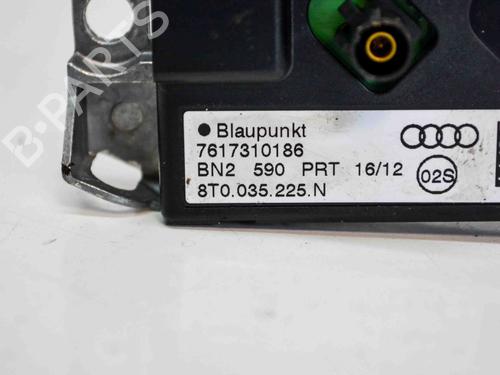 B-PARTS
Blaupunkt
7617310186
BN2 590 PRT 16/12
02S
8T0.035.225.N